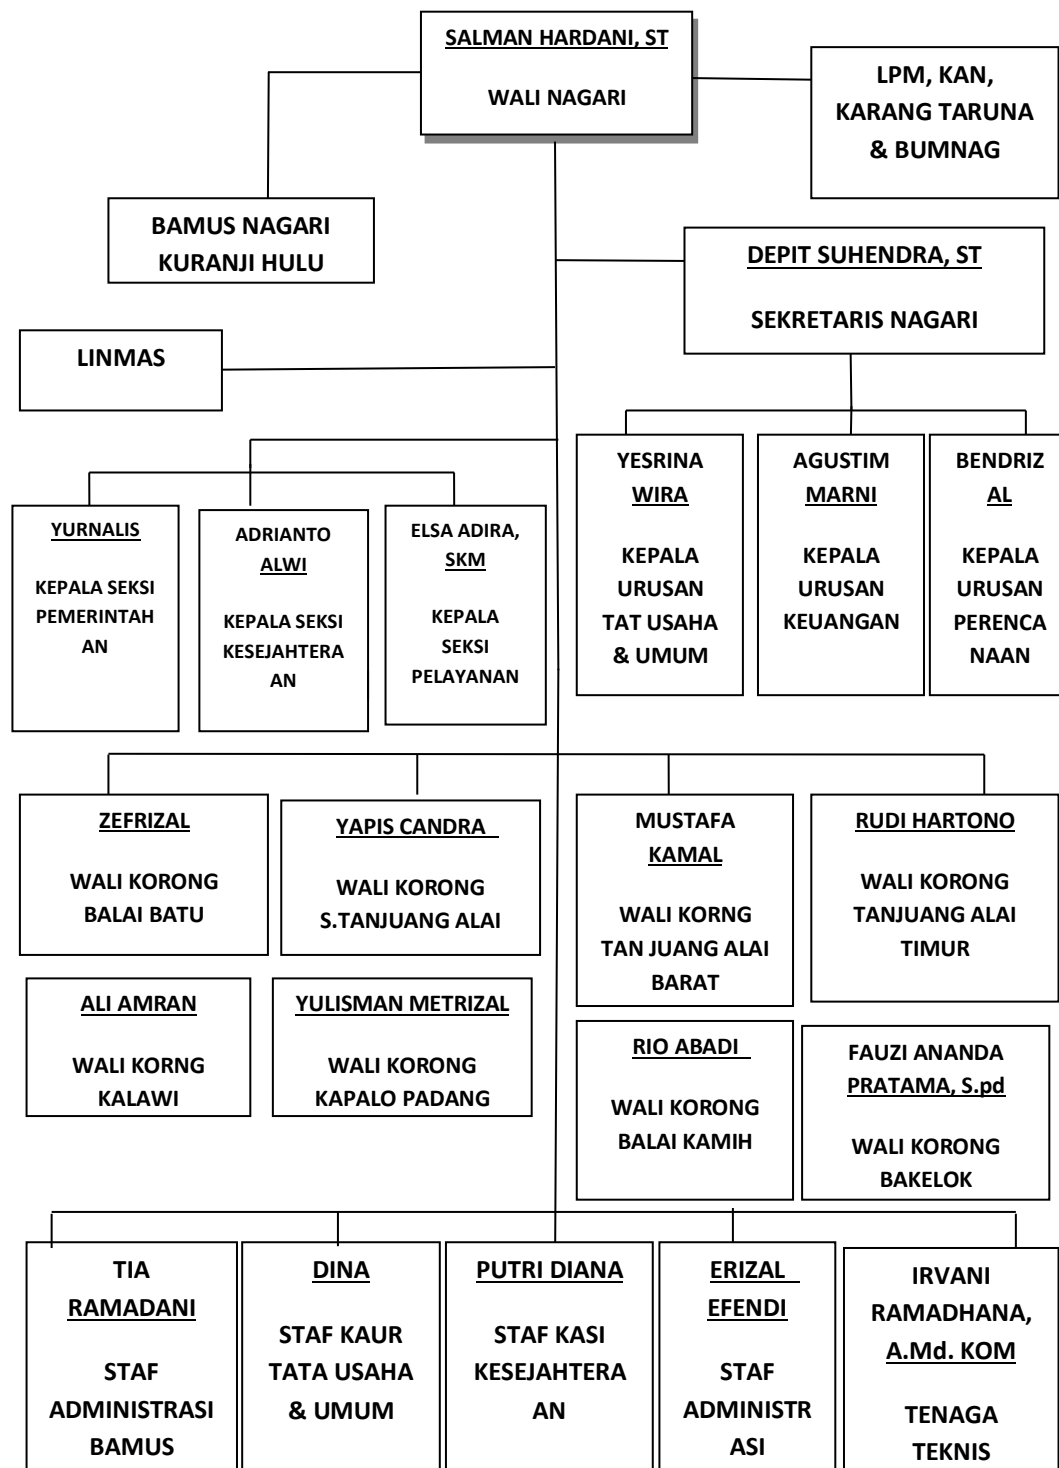 SALMAN HARDANI, ST
WALI NAGARI
LPM, KAN,
KARANG TARUNA
& BUMNAG
BAMUS NAGARI
KURANJI HULU
DEPIT SUHENDRA, ST
SEKRETARIS NAGARI
LINMAS
YESRINA
WIRA
KEPALA
URUSAN
TAT USAHA
& UMUM
AGUSTIM
MARNI
KEPALA
URUSAN
KEUANGAN
BENDRIZ
AL
KEPALA
URUSAN
PERENCA
NAAN
YURNALIS
KEPALA SEKSI
PEMERINTAH
AN
ADRIANTO
ALWI
KEPALA SEKSI
KESEJAHTERA
AN
ELSA ADIRA,
SKM
KEPALA
SEKSI
PELAYANAN
ZEFRIZAL
WALI KORONG
BALAI BATU
YAPIS CANDRA
WALI KORONG
S.TANJUANG ALAI
MUSTAFA
KAMAL
WALI KORNG
TAN JUANG ALAI
BARAT
RUDI HARTONO
WALI KORONG
TANJUANG ALAI
TIMUR
ALI AMRAN
WALI KORNG
KALAWI
YULISMAN METRIZAL
WALI KORONG
KAPALO PADANG
RIO ABADI
WALI KORONG
BALAI KAMIH
FAUZI ANANDA
PRATAMA, S.pd
WALI KORONG
BAKELOK
TIA
RAMADANI
STAF
ADMINISTRASI
BAMUS
DINA
STAF KAUR
TATA USAHA
& UMUM
PUTRI DIANA
STAF KASI
KESEJAHTERA
AN
ERIZAL
EFENDI
STAF
ADMINISTR
ASI
IRVANI
RAMADHANA,
A.Md. KOM
TENAGA
TEKNIS